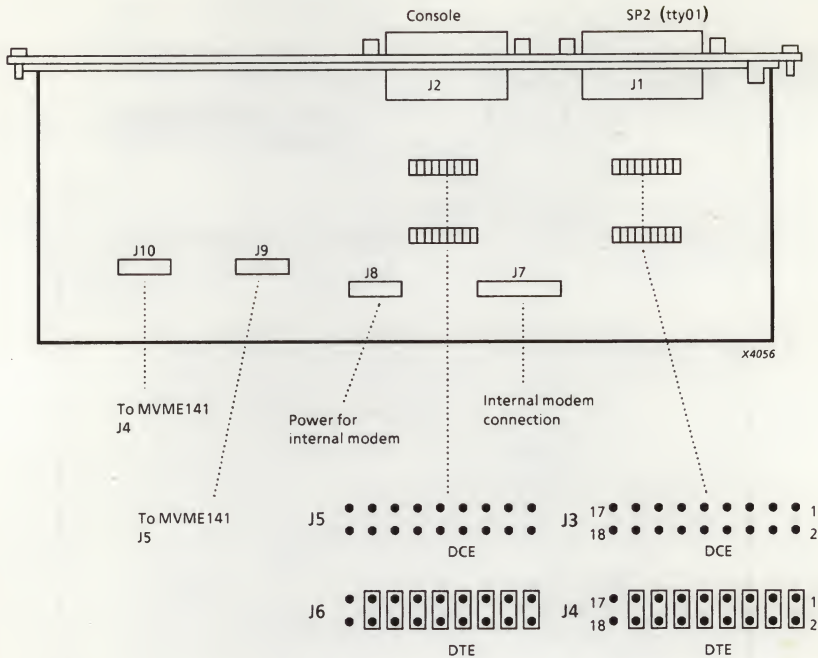 Console
SP2 (tty01)
J2
J1
J10
J9
J8
J7
X4056
To MVME141
J4
Power for
internal modem
Internal modem
connection
To MVME141
J5
J5
DCE
J3
17
1
18
2
DCE
J6
DTE
J4
17
1
18
2
DTE